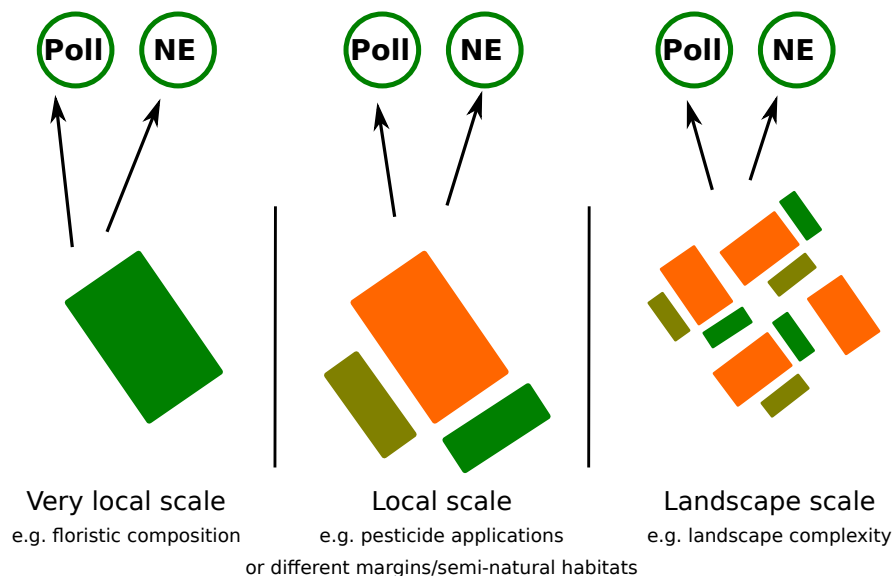 Poll NE Poll NE Poll NE
Very local scale
e.g. floristic composition
Local scale
e.g. pesticide applications
or different margins/semi-natural habitats
Landscape scale
e.g. landscape complexity